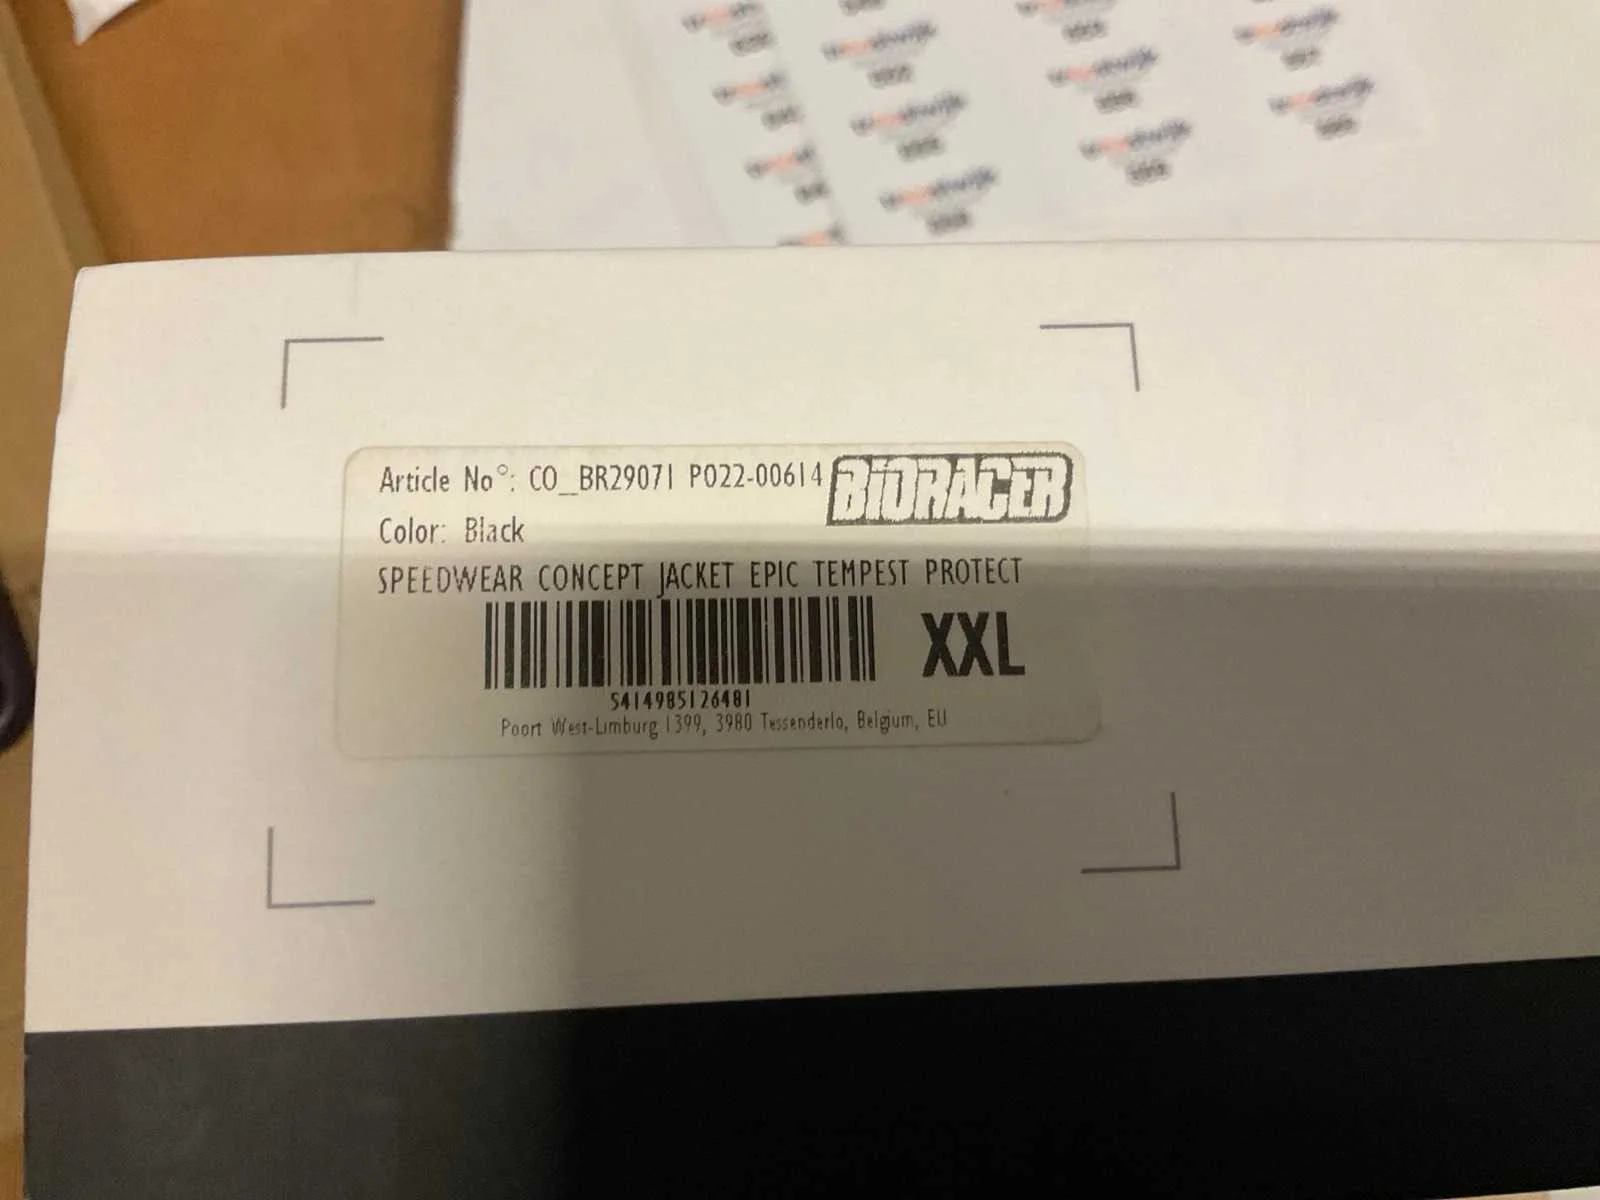 Article No°: CO_BR29071 PO22-00614 BIORACER
Color: Black
SPEEDWEAR CONCEPT JACKET EPIC TEMPEST PROTECT
XXL
5414985126481
Poort West-Limburg 1399, 3980 Tessenderlo, Belgium, EU